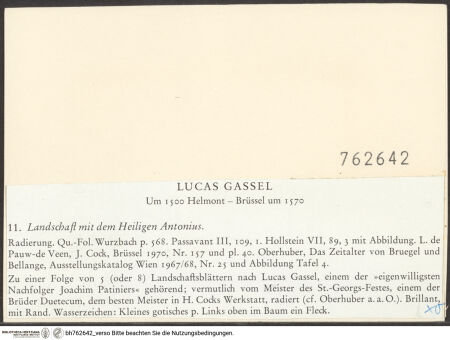 762642
LUCAS GASSEL
Um 1500 Helmont – Brüssel um 1570
11. Landschaft mit dem Heiligen Antonius.
Radierung. Qu.-Fol. Wurzbach p. 568. Passavant III, 109, 1. Hollstein VII, 89, 3 mit Abbildung. L. de
Pauw-de Veen, J. Cock, Brüssel 1970, Nr. 157 und pl. 40. Oberhuber, Das Zeitalter von Bruegel und
Bellange, Ausstellungskatalog Wien 1967/68, Nr. 25 und Abbildung Tafel 4.
Zu einer Folge von 5 (oder 8) Landschaftsblättern nach Lucas Gassel, einem der »eigenwilligsten
Nachfolger Joachim Patiniers« gehörend; vermutlich vom Meister des St.-Georgs-Festes, einem der
Brüder Duetecum, dem besten Meister in H. Cocks Werkstatt, radiert (cf. Oberhuber a. a. O.). Brillant,
mit Rand. Wasserzeichen: Kleines gotisches p. Links oben im Baum ein Fleck.
bh762642_verso Bitte beachten Sie die Nutzungsbedingungen.